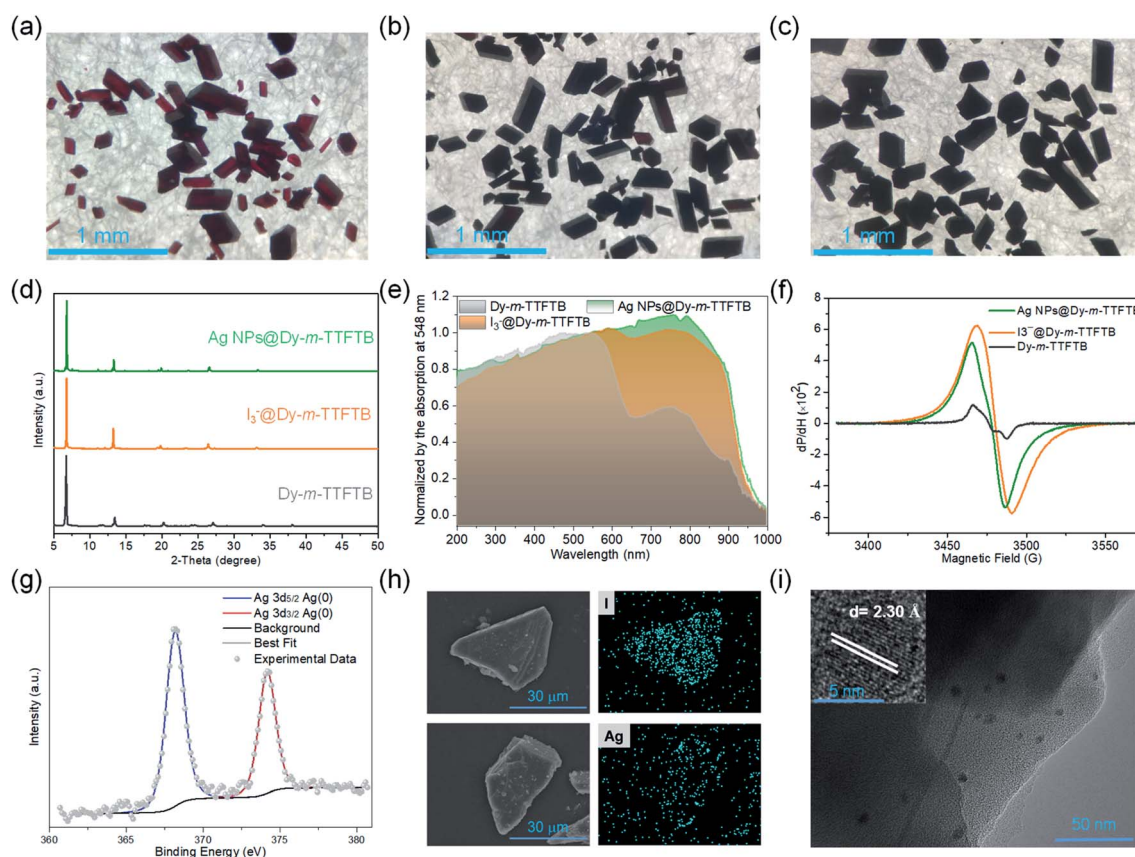 (a)
1 mm
(b)
1 mm
(c)
1 mm
(d)
Intensity (a.u.)
Ag NPs@Dy-m-TTFTB
I₃⁻@Dy-m-TTFTB
Dy-m-TTFTB
5 10 15 20 25 30 35 40 45 50
2-Theta (degree)
(e)
Normalized by the absorption at 548 nm
Dy-m-TTFTB
Ag NPs@Dy-m-TTFTB
I₃⁻@Dy-m-TTFTB
1.2
1.0
0.8
0.6
0.4
0.2
0.0
200 300 400 500 600 700 800 900 1000
Wavelength (nm)
(f)
dP/dH (×10²)
Ag NPs@Dy-m-TTFTB
I3⁻@Dy-m-TTFTB
Dy-m-TTFTB
8
6
4
2
0
-2
-4
-6
3400 3450 3500 3550
Magnetic Field (G)
(g)
Intensity (a.u.)
Ag 3d5/2 Ag(0)
Ag 3d3/2 Ag(0)
Background
Best Fit
Experimental Data
360 365 370 375 380
Binding Energy (eV)
(h)
30 μm
I
30 μm
Ag
(i)
d= 2.30 Å
5 nm
50 nm